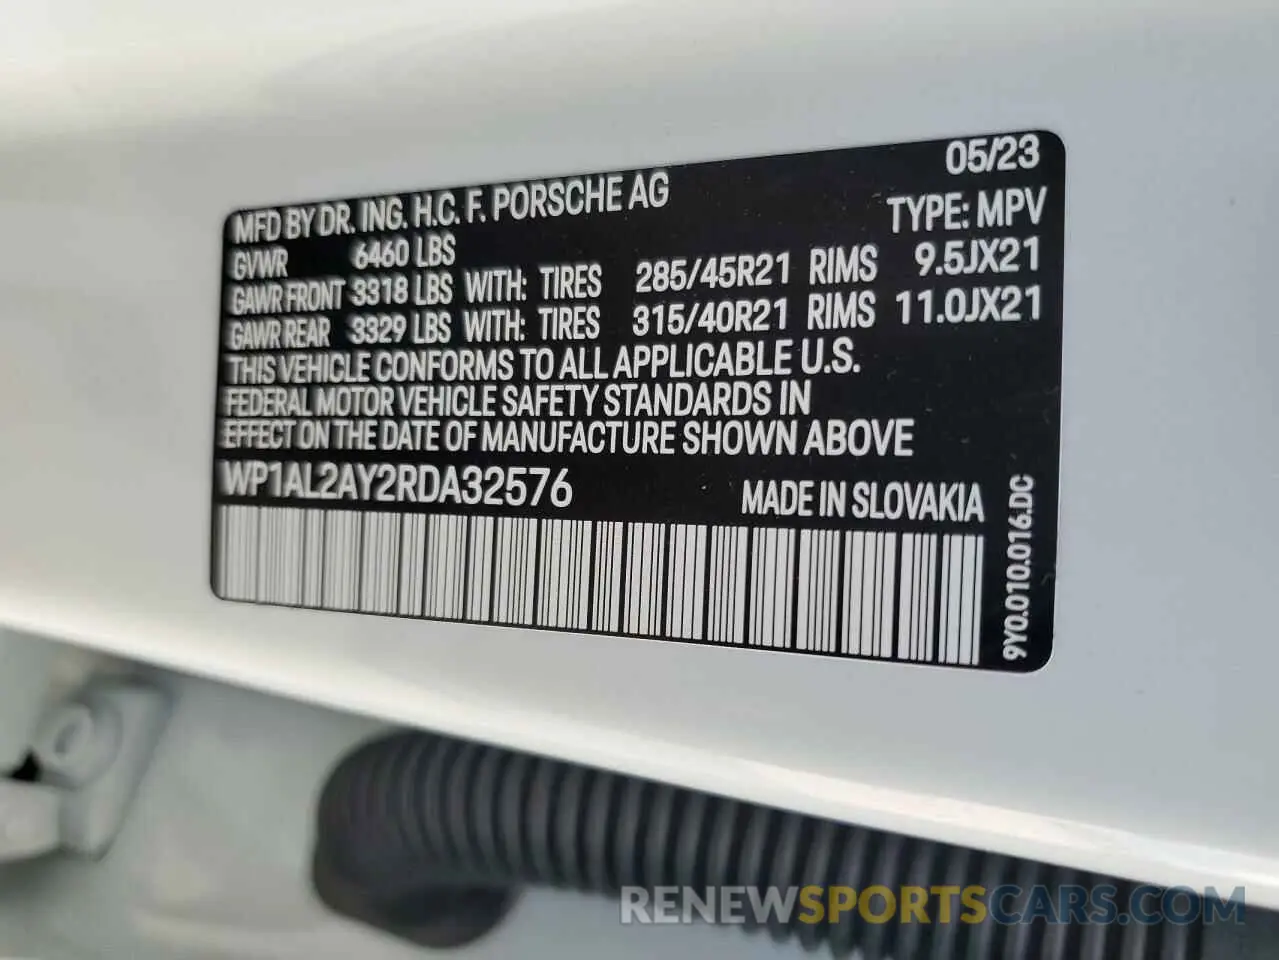 05/23
MFD BY DR. ING. H.C. F. PORSCHE AG
TYPE: MPV
GVWR 6460 LBS
GAWR FRONT 3318 LBS WITH: TIRES 285/45R21 RIMS 9.5JX21
GAWR REAR 3329 LBS WITH: TIRES 315/40R21 RIMS 11.0JX21
THIS VEHICLE CONFORMS TO ALL APPLICABLE U.S.
FEDERAL MOTOR VEHICLE SAFETY STANDARDS IN
EFFECT ON THE DATE OF MANUFACTURE SHOWN ABOVE
WP1AL2AY2RDA32576
MADE IN SLOVAKIA
9Y0.010.016.DC
RENEWSPORTSCARS.COM